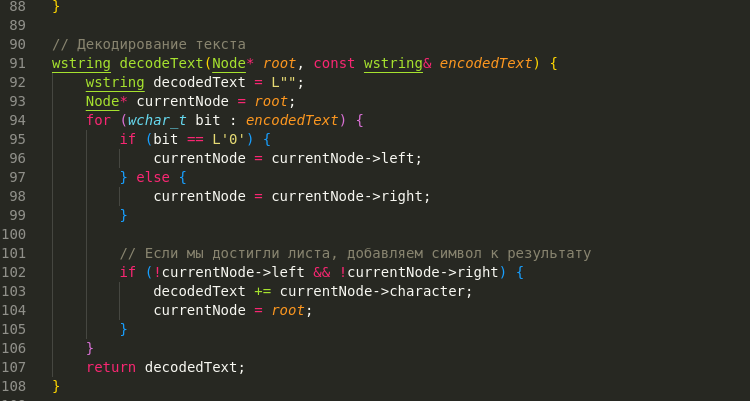 88 }
89
90 // Декодирование текста
91 wstring decodeText(Node* root, const wstring& encodedText) {
92     wstring decodedText = L"";
93     Node* currentNode = root;
94     for (wchar_t bit : encodedText) {
95         if (bit == L'0') {
96             currentNode = currentNode->left;
97         } else {
98             currentNode = currentNode->right;
99         }
100
101         // Если мы достигли листа, добавляем символ к результату
102         if (!currentNode->left && !currentNode->right) {
103             decodedText += currentNode->character;
104             currentNode = root;
105         }
106     }
107     return decodedText;
108 }